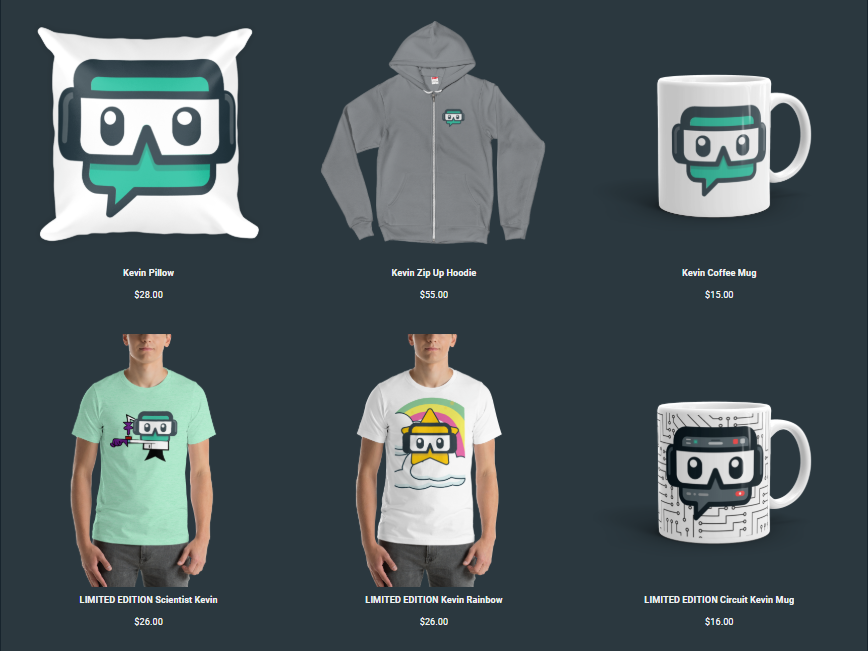 Kevin Pillow
$28.00
Kevin Zip Up Hoodie
$55.00
Kevin Coffee Mug
$15.00
LIMITED EDITION Scientist Kevin
$26.00
LIMITED EDITION Kevin Rainbow
$26.00
LIMITED EDITION Circuit Kevin Mug
$16.00